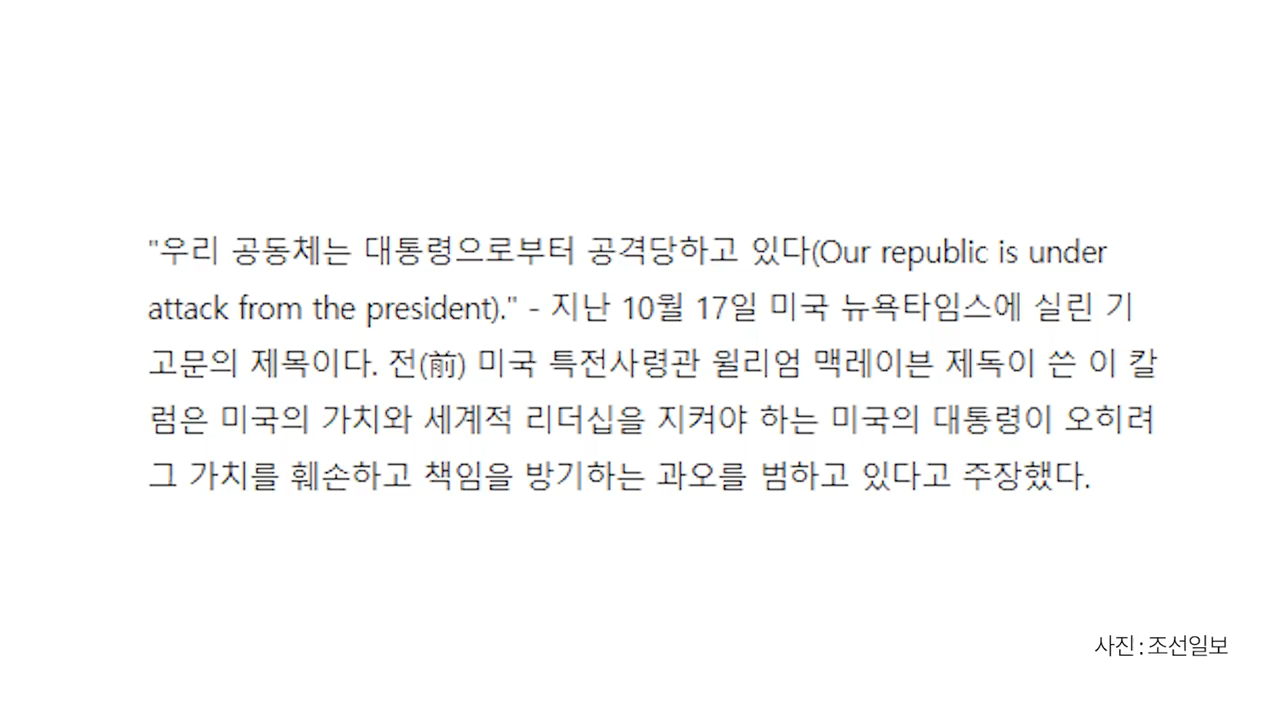 "우리 공동체는 대통령으로부터 공격당하고 있다(Our republic is under
attack from the president)." - 지난 10월 17일 미국 뉴욕타임스에 실린 기
고문의 제목이다. 전(前) 미국 특전사령관 윌리엄 맥레이븐 제독이 쓴 이 칼
럼은 미국의 가치와 세계적 리더십을 지켜야 하는 미국의 대통령이 오히려
그 가치를 훼손하고 책임을 방기하는 과오를 범하고 있다고 주장했다.
사진 : 조선일보